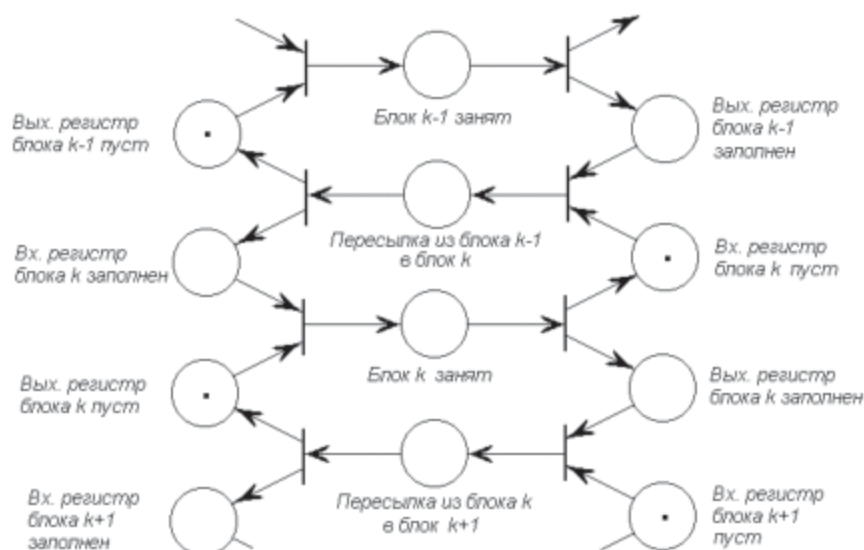 Блок k-1 занят
Вых. регистр
блока k-1 пуст
Вых. регистр
блока k-1
заполнен
Пересылка из блока k-1
в блок k
Вх. регистр
блока k заполнен
Вх. регистр
блока k пуст
Блок k занят
Вых. регистр
блока k пуст
Вых. регистр
блока k заполнен
Пересылка из блока k
в блок k+1
Вх. регистр
блока k+1
заполнен
Вх. регистр
блока k+1
пуст